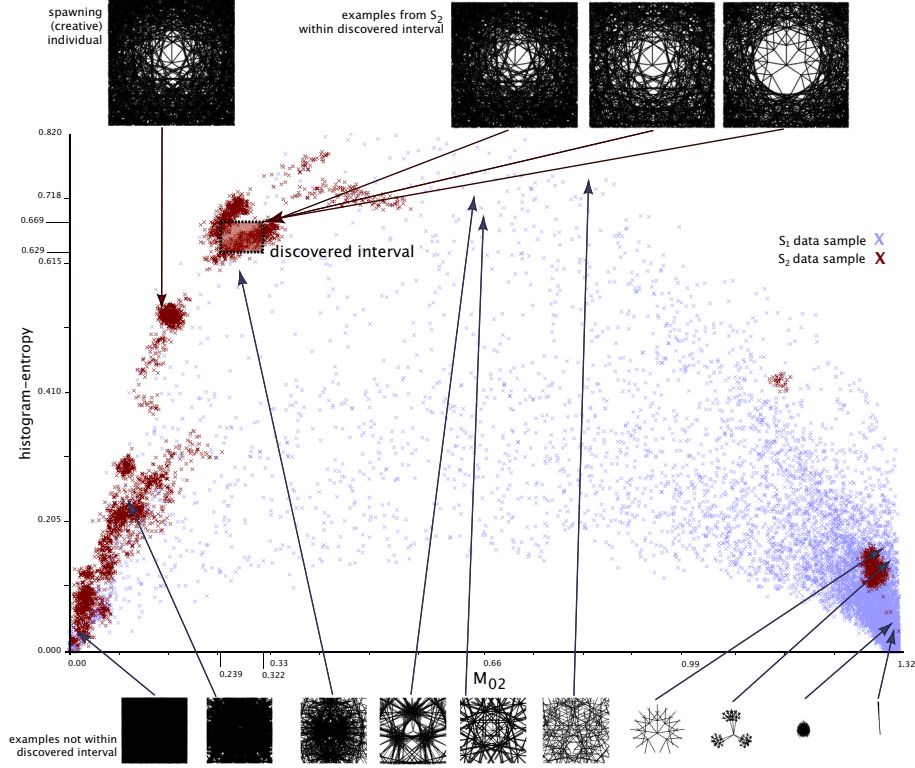 spawning
(creative)
individual
examples from S2
within discovered interval
0.820
0.718
0.669
0.629
0.615
0.410
0.205
0.000
histogram-entropy
discovered interval
S1 data sample X
S2 data sample X
0.00
0.239
0.33
0.322
0.66
0.99
1.32
M02
examples not within
discovered interval